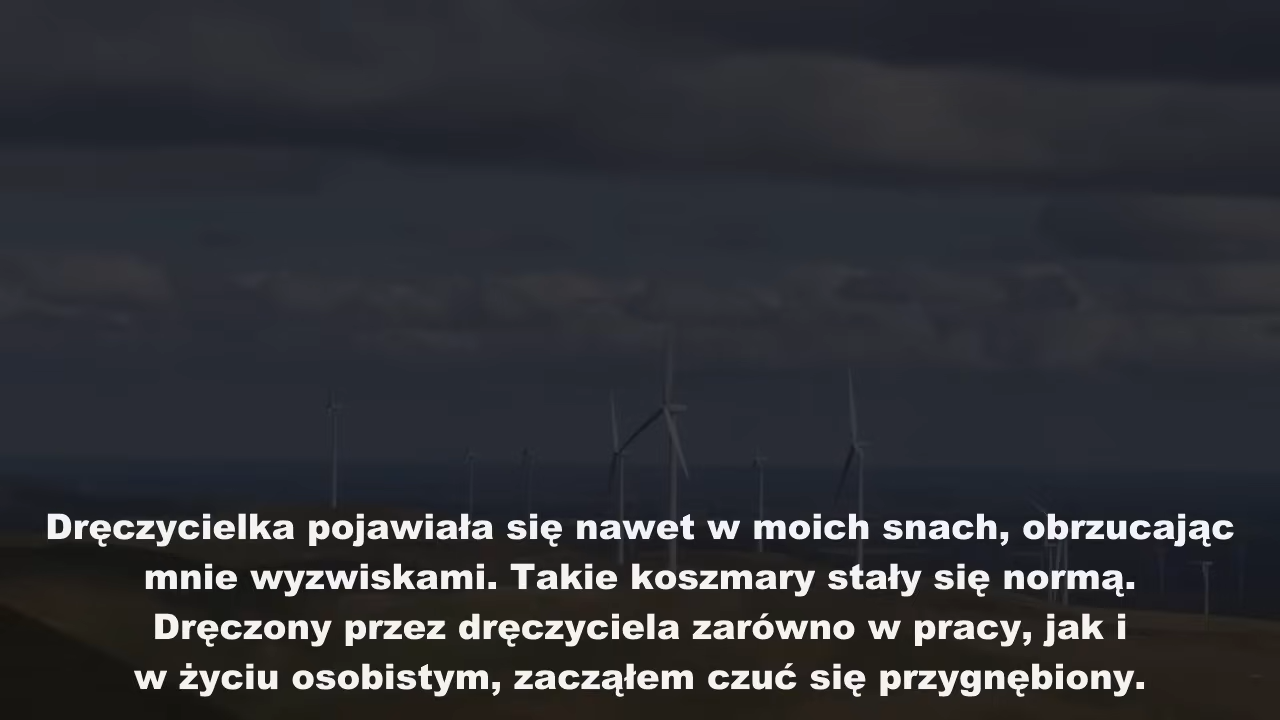 Dręczycielka pojawiała się nawet w moich snach, obrzucając
mnie wyzwiskami. Takie koszmary stały się normą.
Dręczony przez dręczyciela zarówno w pracy, jak i
w życiu osobistym, zacząłem czuć się przygnębiony.